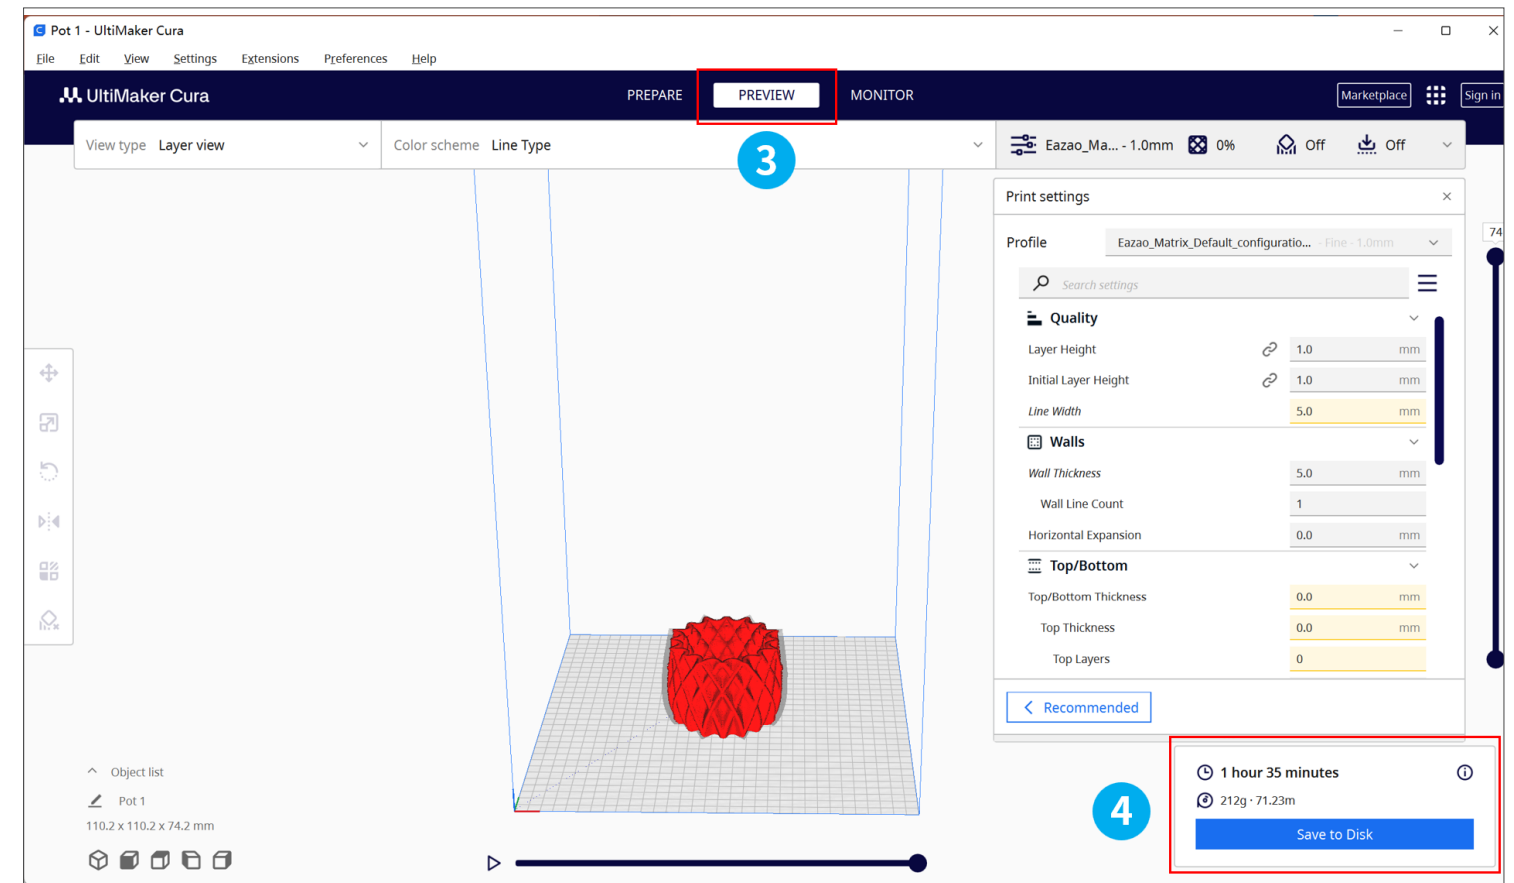 Pot 1 - UltiMaker Cura
File Edit View Settings Extensions Preferences Help
UltiMaker Cura
PREPARE PREVIEW MONITOR
Marketplace Sign in
View type Layer view
Color scheme Line Type
3
Eazao_Ma... - 1.0mm 0% Off Off
Print settings
Profile Eazao_Matrix_Default_configuratio... - Fine - 1.0mm
74
Search settings
Quality
Layer Height 1.0 mm
Initial Layer Height 1.0 mm
Line Width 5.0 mm
Walls
Wall Thickness 5.0 mm
Wall Line Count 1
Horizontal Expansion 0.0 mm
Top/Bottom
Top/Bottom Thickness 0.0 mm
Top Thickness 0.0 mm
Top Layers 0
Recommended
Object list
Pot 1
110.2 x 110.2 x 74.2 mm
4
1 hour 35 minutes
212g · 71.23m
Save to Disk